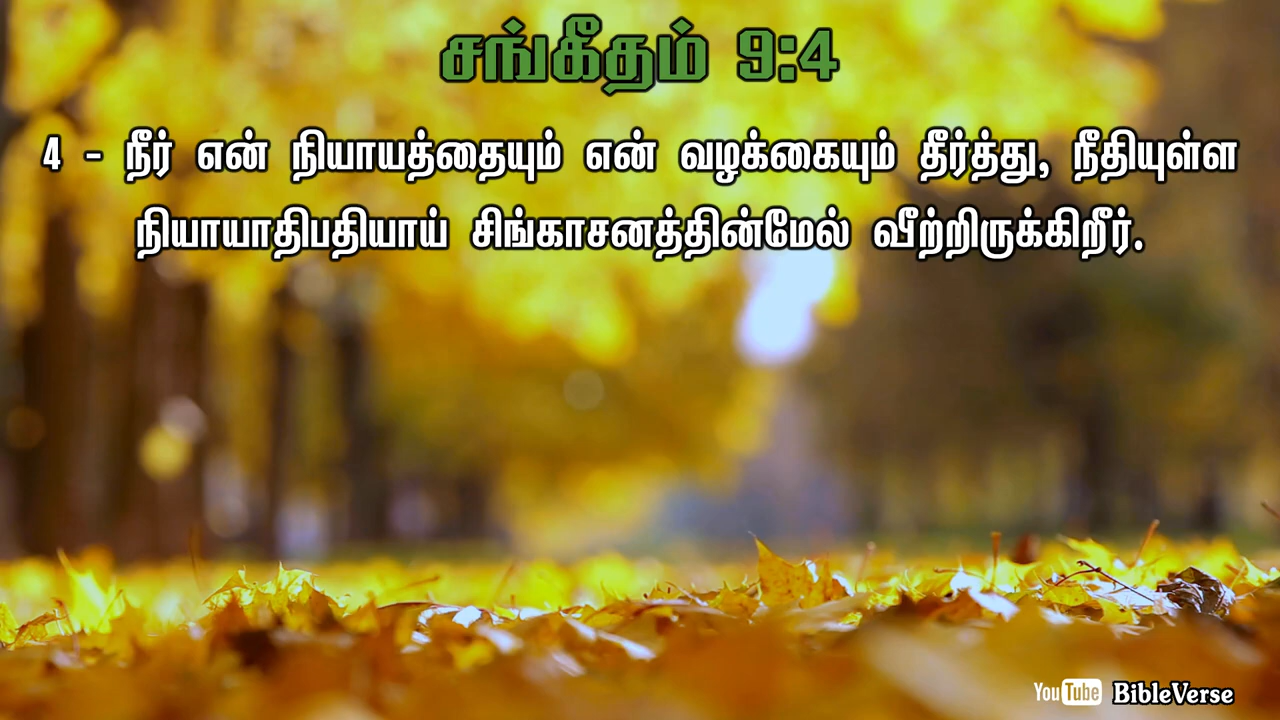 சங்கீதம் 9:4
4 - நீர் என் நியாயத்தையும் என் வழக்கையும் தீர்த்து, நீதியுள்ள
நியாயாதிபதியாய் சிங்காசனத்தின்மேல் வீற்றிருக்கிறீர்.
YouTube BibleVerse